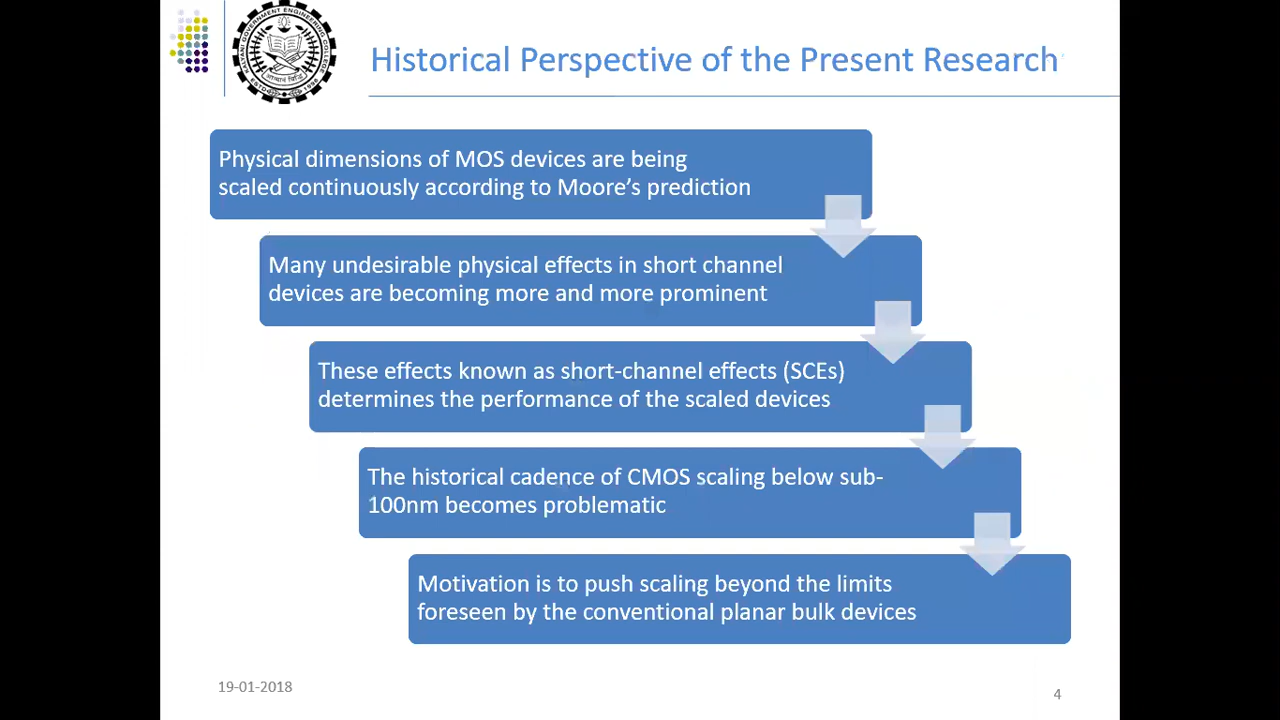 Historical Perspective of the Present Research
KALYANI GOVERNMENT ENGINEERING COLLEGE
Physical dimensions of MOS devices are being
scaled continuously according to Moore's prediction
Many undesirable physical effects in short channel
devices are becoming more and more prominent
These effects known as short-channel effects (SCEs)
determines the performance of the scaled devices
The historical cadence of CMOS scaling below sub-
100nm becomes problematic
Motivation is to push scaling beyond the limits
foreseen by the conventional planar bulk devices
19-01-2018
4